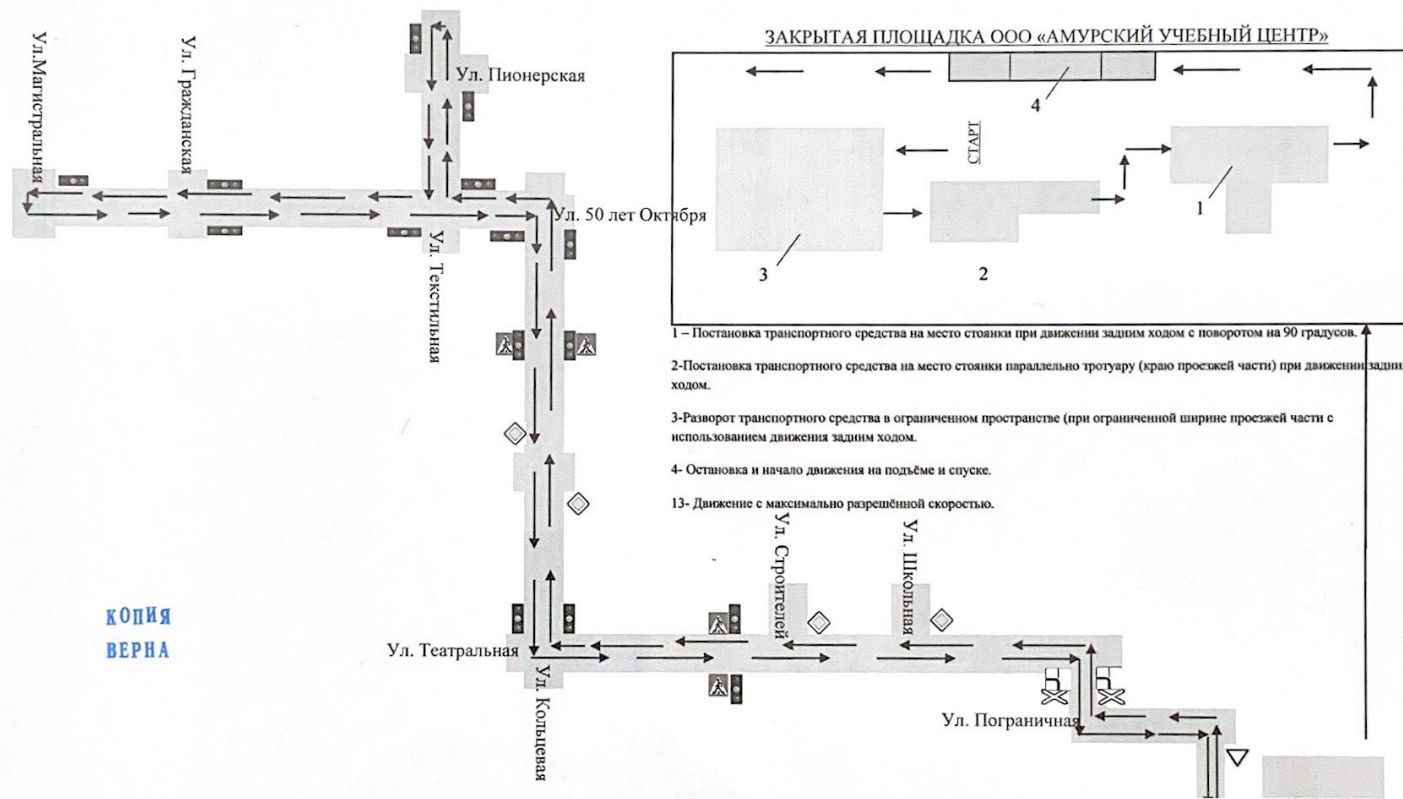 ЗАКРЫТАЯ ПЛОЩАДКА ООО «АМУРСКИЙ УЧЕБНЫЙ ЦЕНТР»
Ул.Магистральная
Ул. Гражданская
Ул. Пионерская
4
СТАРТ
1
3
2
Ул. 50 лет Октября
Ул. Текстильная
1 – Постановка транспортного средства на место стоянки при движении задним ходом с поворотом на 90 градусов.
2-Постановка транспортного средства на место стоянки параллельно тротуару (краю проезжей части) при движении
ходом.
3-Разворот транспортного средства в ограниченном пространстве (при ограниченной ширине проезжей части с
использованием движения задним ходом.
4- Остановка и начало движения на подъёме и спуске.
13- Движение с максимально разрешённой скоростью.
Ул. Строителей
Ул. Школьная
КОПИЯ
ВЕРНА
Ул. Театральная
Ул. Кольцевая
Ул. Пограничная